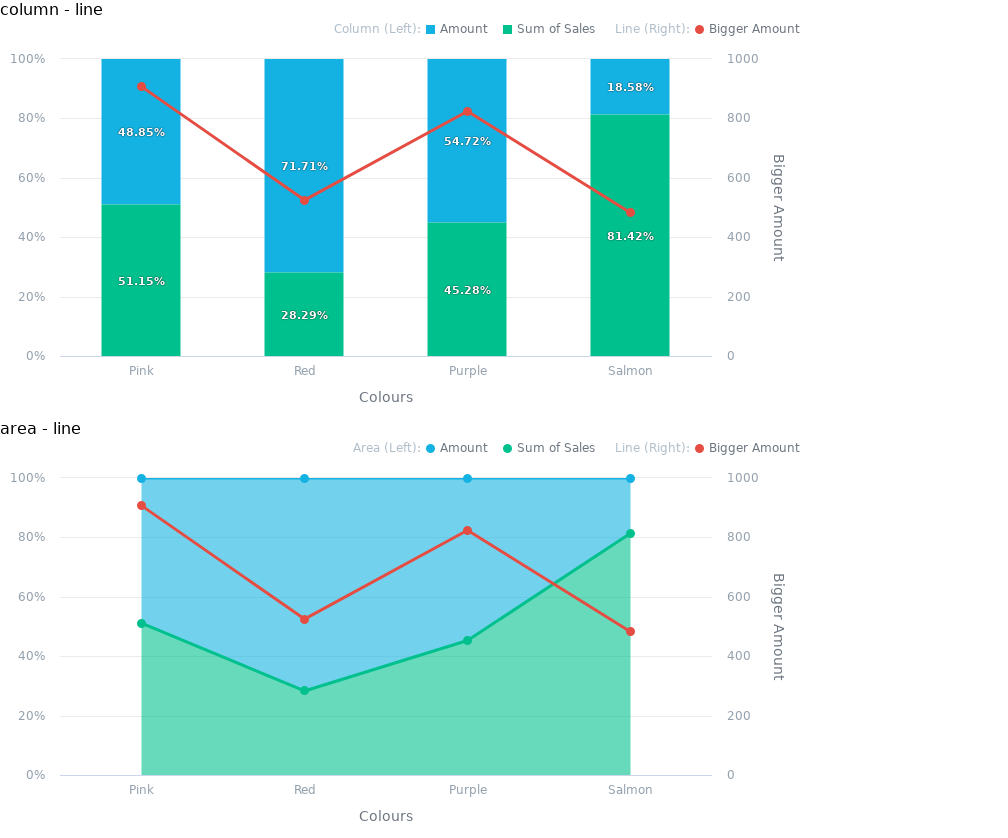 column - line
Column (Left): Amount Sum of Sales Line (Right): Bigger Amount
100% 1000
18.58%
80% 800
48.85%
54.72%
71.71%
60% 600
Bigger Amount
40% 400
81.42%
51.15%
45.28%
20% 200
28.29%
0% 0
Pink Red Purple Salmon
Colours
area - line
Area (Left): Amount Sum of Sales Line (Right): Bigger Amount
100% 1000
80% 800
60% 600
Bigger Amount
40% 400
20% 200
0% 0
Pink Red Purple Salmon
Colours